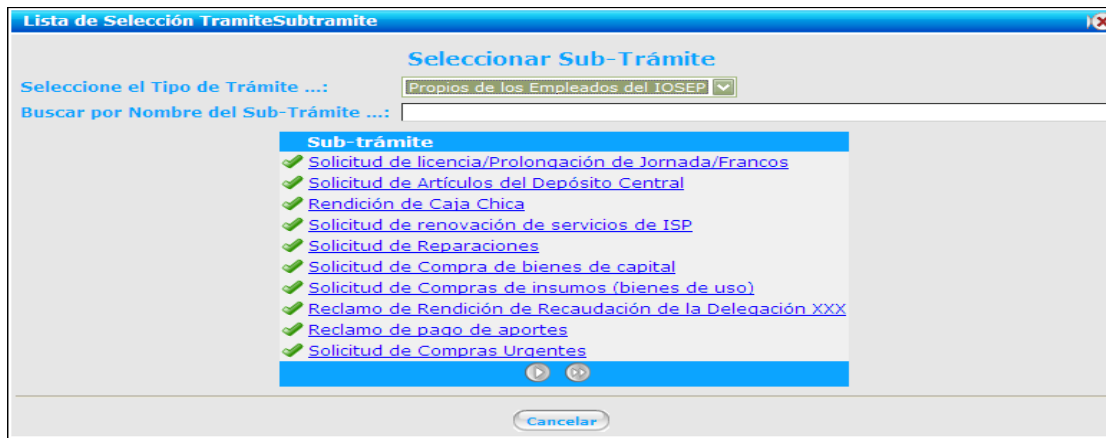 Lista de Selección TramiteSubtramite
Seleccionar Sub-Trámite
Seleccione el Tipo de Trámite ...: Propios de los Empleados del IOSEP
Buscar por Nombre del Sub-Trámite ...:
Sub-trámite
Solicitud de licencia/Prolongación de Jornada/Francos
Solicitud de Artículos del Depósito Central
Rendición de Caja Chica
Solicitud de renovación de servicios de ISP
Solicitud de Reparaciones
Solicitud de Compra de bienes de capital
Solicitud de Compras de insumos (bienes de uso)
Reclamo de Rendición de Recaudación de la Delegación XXX
Reclamo de pago de aportes
Solicitud de Compras Urgentes
Cancelar